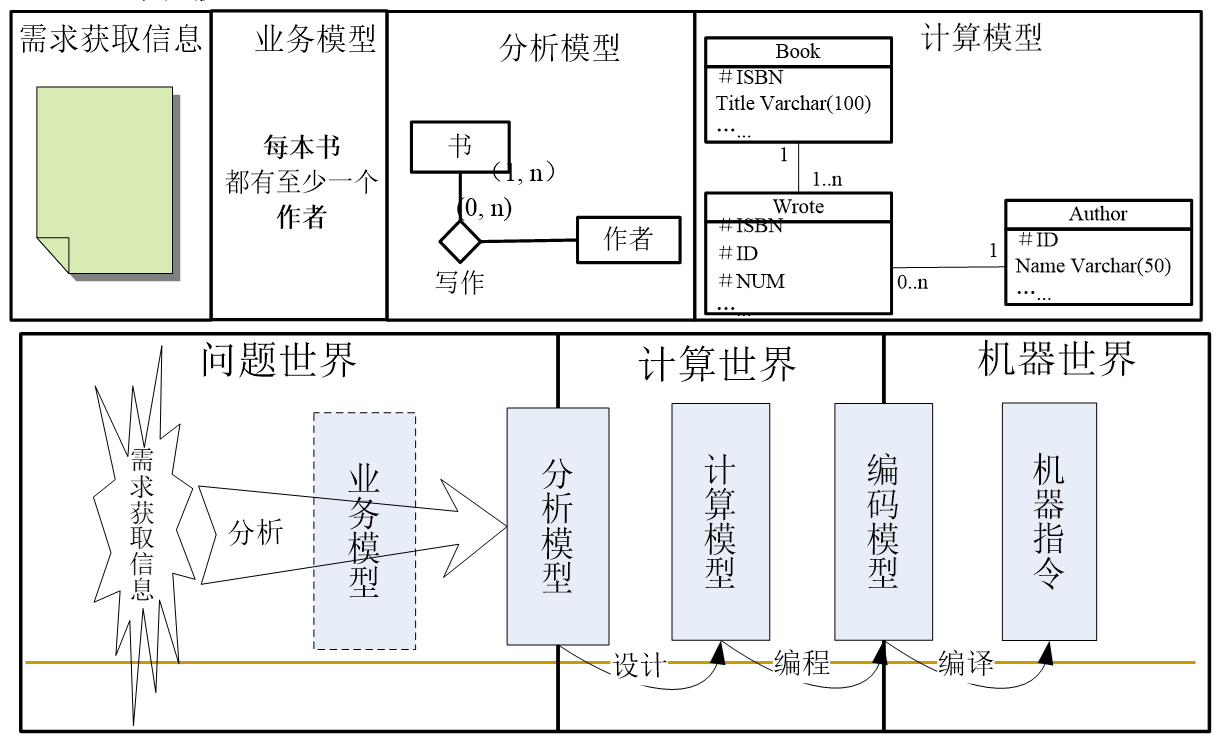 需求获取信息
业务模型
每本书
都有至少一个
作者
分析模型
书
（1, n）
(0, n)
作者
写作
计算模型
Book
＃ISBN
Title Varchar(100)
……
1
1..n
Wrote
＃ISBN
＃ID
＃NUM
……
0..n
1
Author
＃ID
Name Varchar(50)
……
问题世界
计算世界
机器世界
需求获取信息
分析
业务模型
分析模型
计算模型
编码模型
机器指令
设计
编程
编译